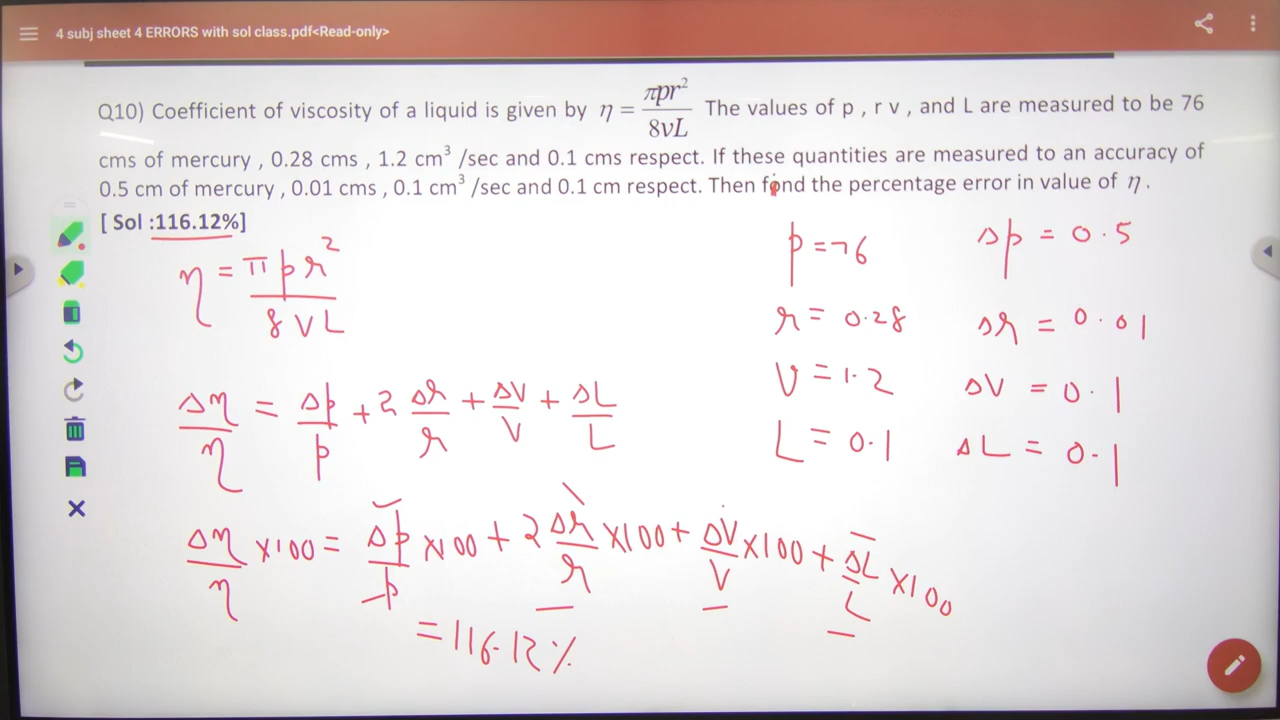 4 subj sheet 4 ERRORS with sol class.pdf<Read-only>
Q10) Coefficient of viscosity of a liquid is given by η = πpr²/8vL The values of p , r v , and L are measured to be 76
cms of mercury , 0.28 cms , 1.2 cm³ /sec and 0.1 cms respect. If these quantities are measured to an accuracy of
0.5 cm of mercury , 0.01 cms , 0.1 cm³ /sec and 0.1 cm respect. Then find the percentage error in value of η .
[ Sol :116.12%]
η = πpr²/8VL
p = 76 Δp = 0.5
r = 0.28 Δr = 0.01
V = 1.2 ΔV = 0.1
L = 0.1 ΔL = 0.1
Δη/η = Δp/p + 2 Δr/r + ΔV/V + ΔL/L
Δη/η ×100 = Δp/p ×100 + 2 Δr/r ×100 + ΔV/V ×100 + ΔL/L ×100
= 116.12 %